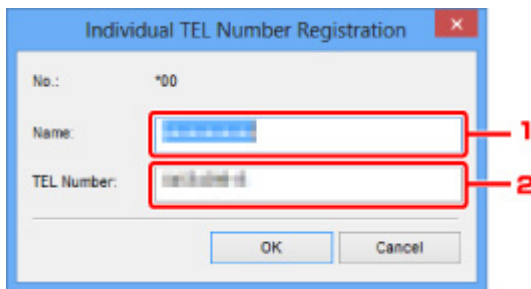 Individual TEL Number Registration
No.: *00
Name: 1
TEL Number: 2
OK Cancel